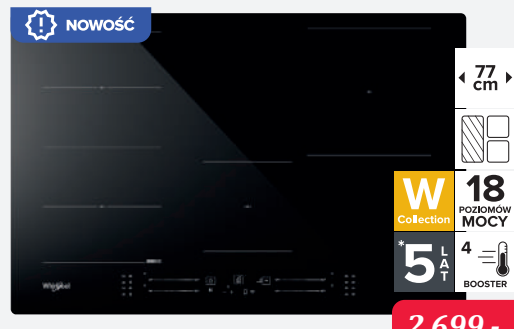 NOWOŚĆ
77
cm
W
Collection
18
POZIOMÓW
MOCY
*5 LAT
4
BOOSTER
Whirlpool
2 699,-